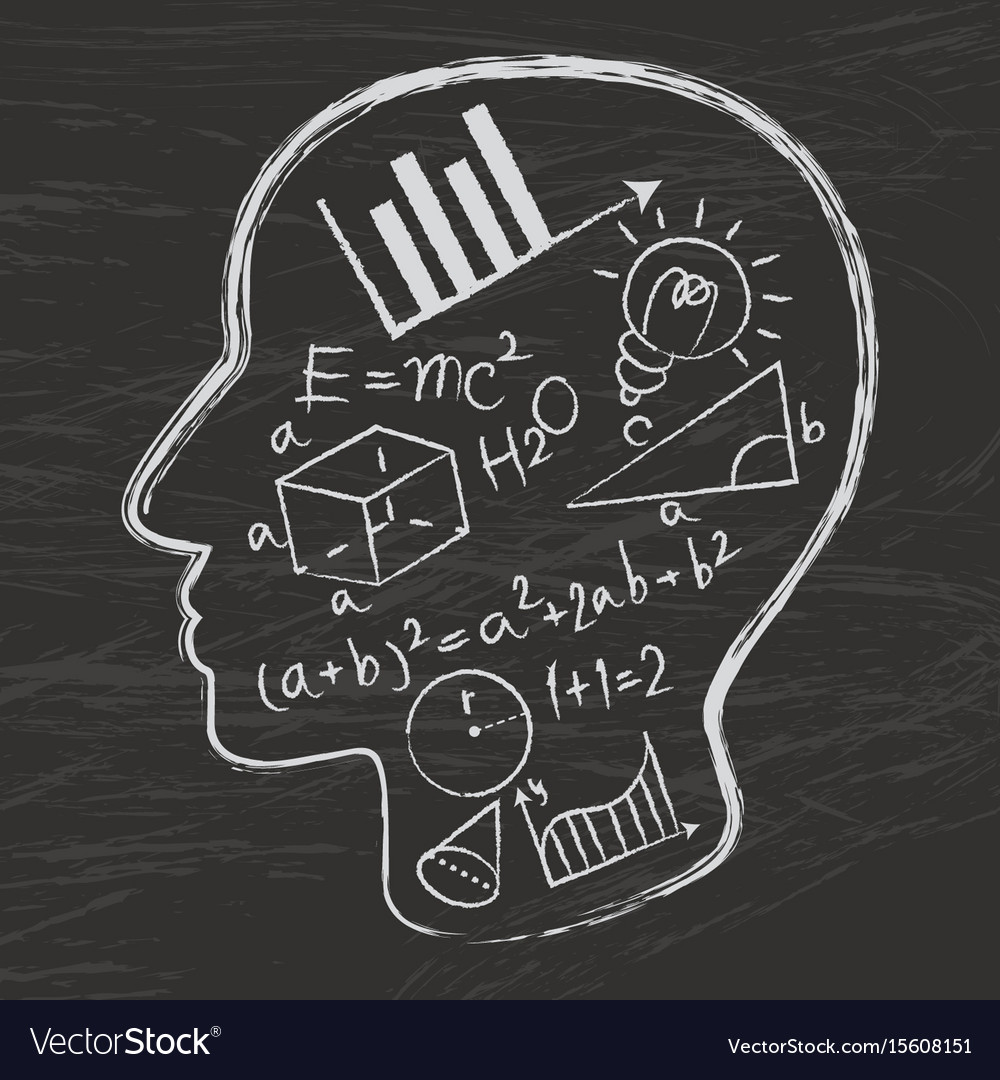 E = mc²
H2O
a
a
a
c
b
a
(a+b)² = a²+2ab+b²
r
1+1=2
y
VectorStock®
VectorStock.com/15608151